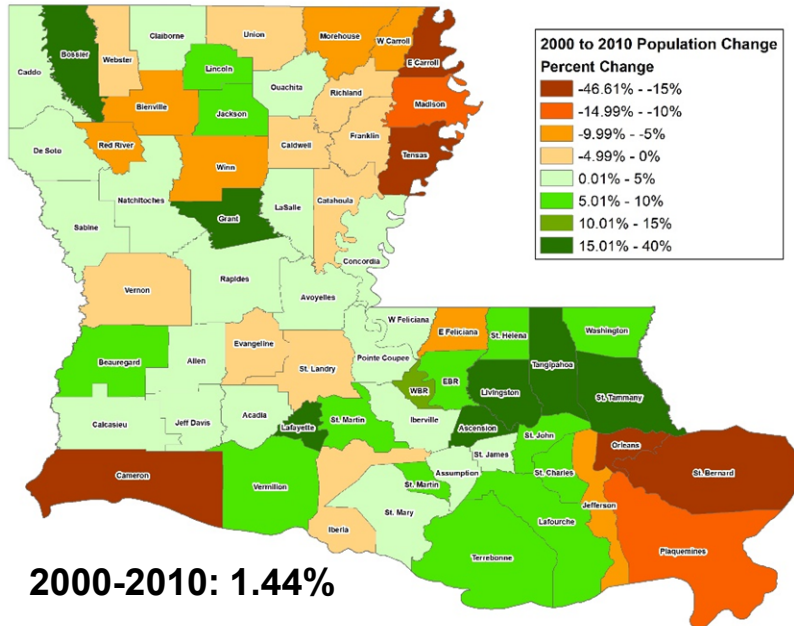 2000 to 2010 Population Change
Percent Change
-46.61% - -15%
-14.99% - -10%
-9.99% - -5%
-4.99% - 0%
0.01% - 5%
5.01% - 10%
10.01% - 15%
15.01% - 40%
Caddo
Bossier
Webster
Claiborne
Union
Morehouse
W Carroll
E Carroll
Lincoln
Ouachita
Richland
Madison
Bienville
Jackson
Franklin
Tensas
De Soto
Red River
Winn
Caldwell
Natchitoches
Grant
LaSalle
Catahoula
Sabine
Concordia
Vernon
Rapides
Avoyelles
W Feliciana
E Feliciana
St. Helena
Washington
Beauregard
Allen
Evangeline
St. Landry
Pointe Coupee
WBR
EBR
Livingston
Tangipahoa
St. Tammany
Calcasieu
Jeff Davis
Acadia
Lafayette
St. Martin
Iberville
Ascension
St. John
Orleans
St. Bernard
Cameron
Vermilion
St. Martin
Assumption
St. James
St. Charles
Jefferson
Iberia
St. Mary
Terrebonne
Lafourche
Plaquemines
2000-2010: 1.44%